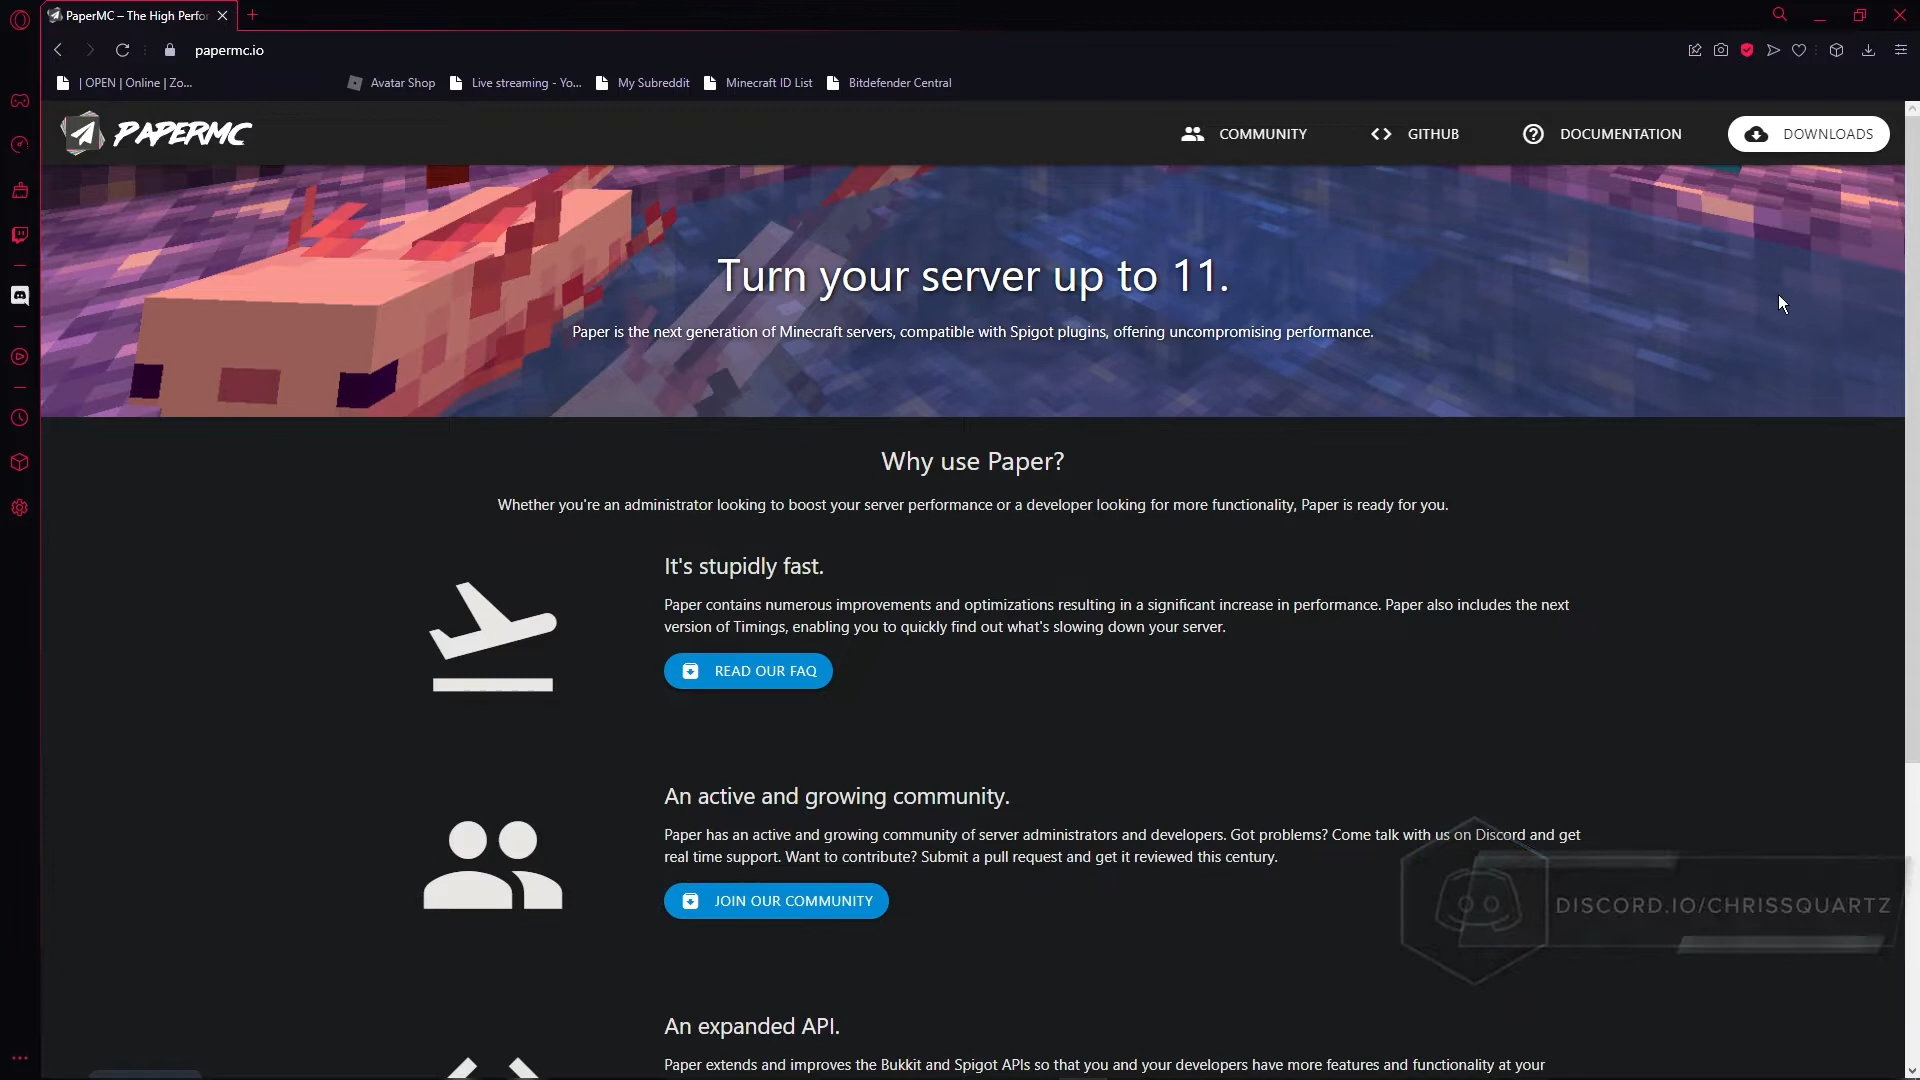 PaperMC – The High Perfor
papermc.io
| OPEN | Online | Zo...
Avatar Shop
Live streaming - Yo...
My Subreddit
Minecraft ID List
Bitdefender Central
PAPERMC
COMMUNITY
GITHUB
DOCUMENTATION
DOWNLOADS
Turn your server up to 11.
Paper is the next generation of Minecraft servers, compatible with Spigot plugins, offering uncompromising performance.
Why use Paper?
Whether you're an administrator looking to boost your server performance or a developer looking for more functionality, Paper is ready for you.
It's stupidly fast.
Paper contains numerous improvements and optimizations resulting in a significant increase in performance. Paper also includes the next
version of Timings, enabling you to quickly find out what's slowing down your server.
READ OUR FAQ
An active and growing community.
Paper has an active and growing community of server administrators and developers. Got problems? Come talk with us on Discord and get
real time support. Want to contribute? Submit a pull request and get it reviewed this century.
JOIN OUR COMMUNITY
DISCORD.IO/CHRISSQUARTZ
An expanded API.
Paper extends and improves the Bukkit and Spigot APIs so that you and your developers have more features and functionality at your